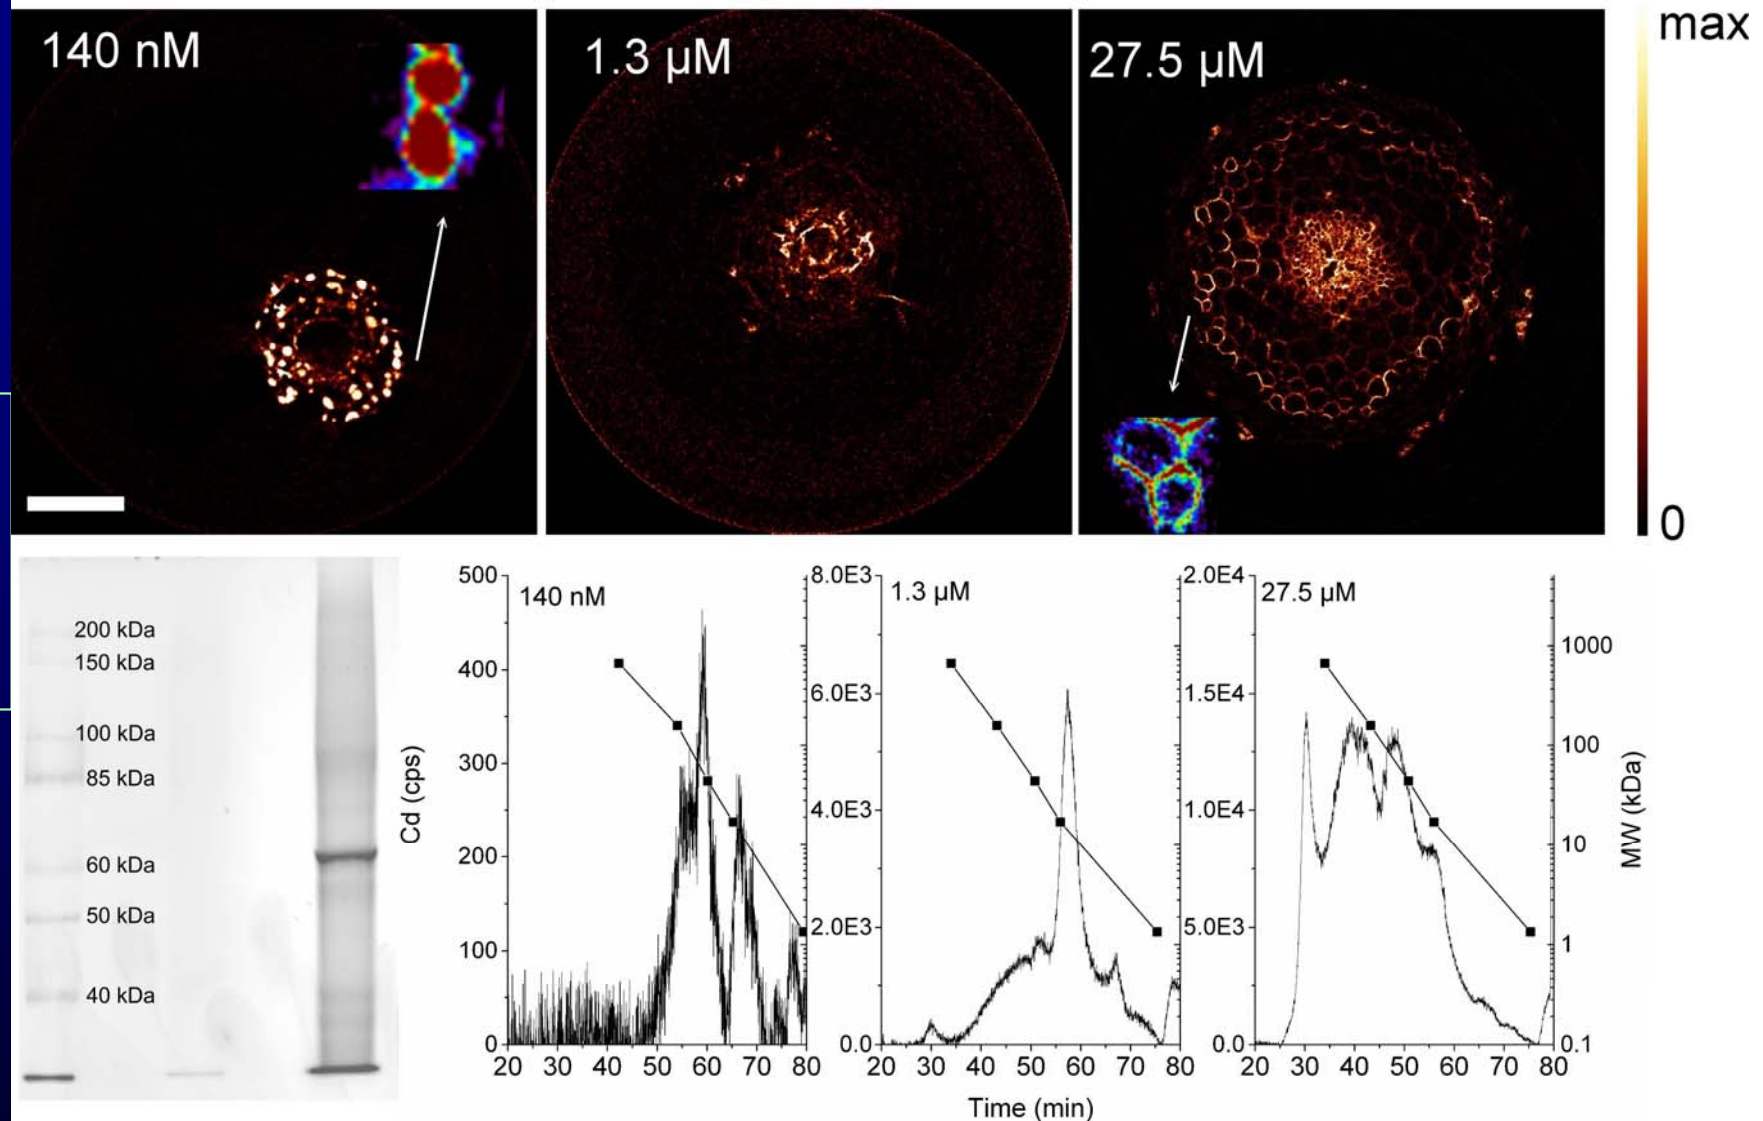 140 nM
1.3 µM
27.5 µM
max
0
200 kDa
150 kDa
100 kDa
85 kDa
60 kDa
50 kDa
40 kDa
Cd (cps)
500
400
300
200
100
0
140 nM
20 30 40 50 60 70 80
8.0E3
6.0E3
4.0E3
2.0E3
0.0
1.3 µM
20 30 40 50 60 70 80
2.0E4
1.5E4
1.0E4
5.0E3
0.0
27.5 µM
20 30 40 50 60 70 80
1000
100
10
1
0.1
MW (kDa)
Time (min)